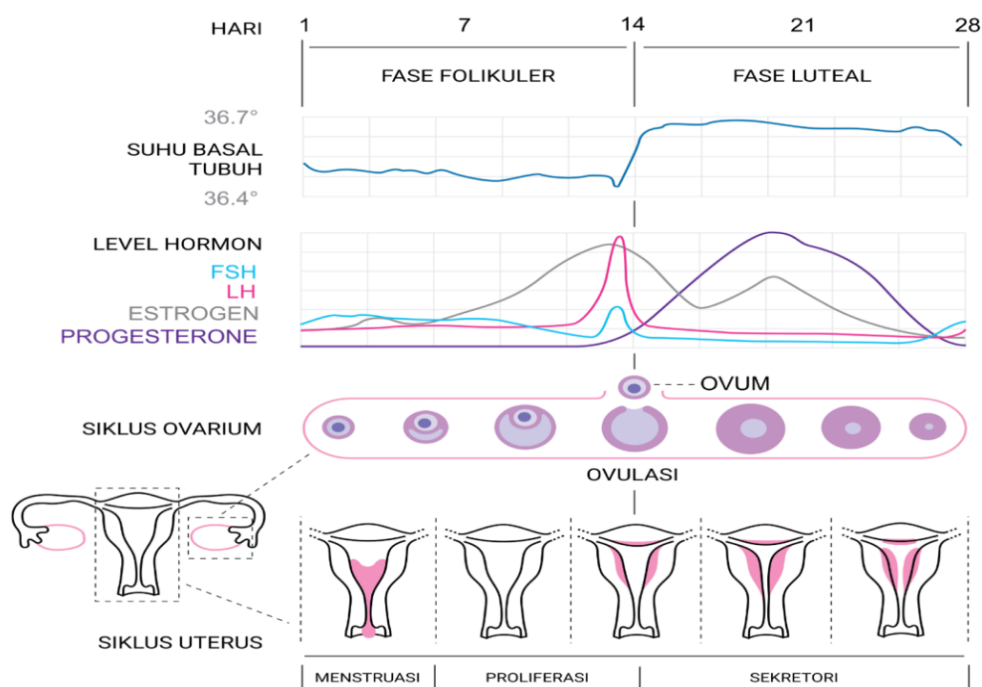 HARI 1 7 14 21 28
FASE FOLIKULER FASE LUTEAL
36.7°
SUHU BASAL
TUBUH
36.4°
LEVEL HORMON
FSH
LH
ESTROGEN
PROGESTERONE
OVUM
SIKLUS OVARIUM
OVULASI
SIKLUS UTERUS
MENSTRUASI PROLIFERASI SEKRETORI